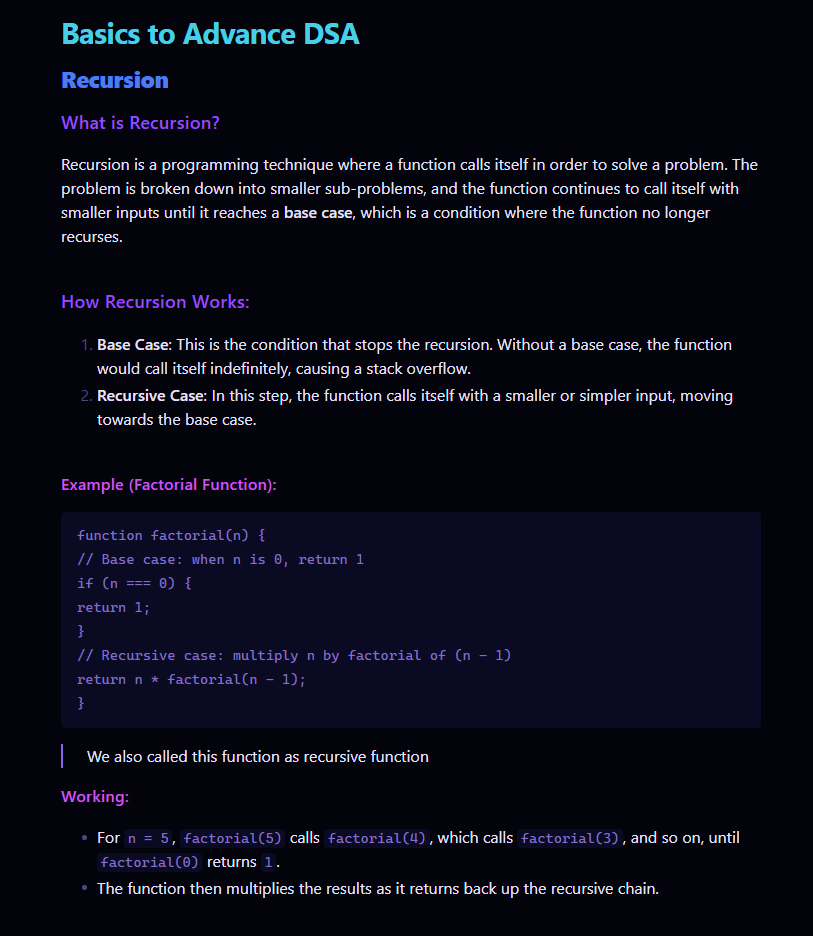 Basics to Advance DSA
Recursion
What is Recursion?
Recursion is a programming technique where a function calls itself in order to solve a problem. The
problem is broken down into smaller sub-problems, and the function continues to call itself with
smaller inputs until it reaches a base case, which is a condition where the function no longer
recurses.
How Recursion Works:
1. Base Case: This is the condition that stops the recursion. Without a base case, the function
would call itself indefinitely, causing a stack overflow.
2. Recursive Case: In this step, the function calls itself with a smaller or simpler input, moving
towards the base case.
Example (Factorial Function):
function factorial(n) {
// Base case: when n is 0, return 1
if (n === 0) {
return 1;
}
// Recursive case: multiply n by factorial of (n - 1)
return n * factorial(n - 1);
}
We also called this function as recursive function
Working:
• For n = 5, factorial(5) calls factorial(4), which calls factorial(3), and so on, until
factorial(0) returns 1.
• The function then multiplies the results as it returns back up the recursive chain.